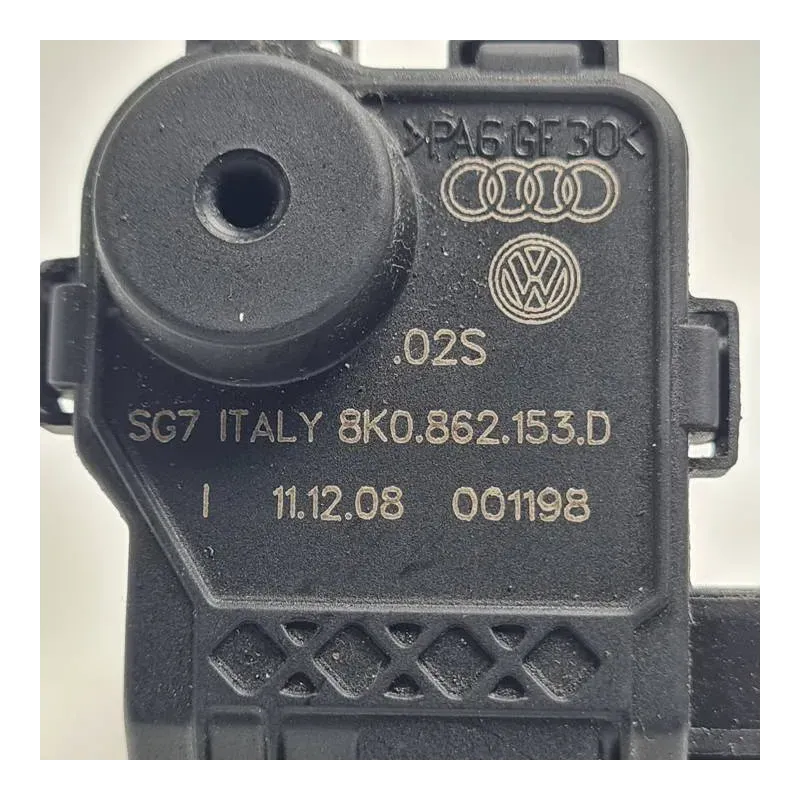 >PA6 GF30<
.02S
SG7 ITALY 8K0.862.153.D
I 11.12.08 001198